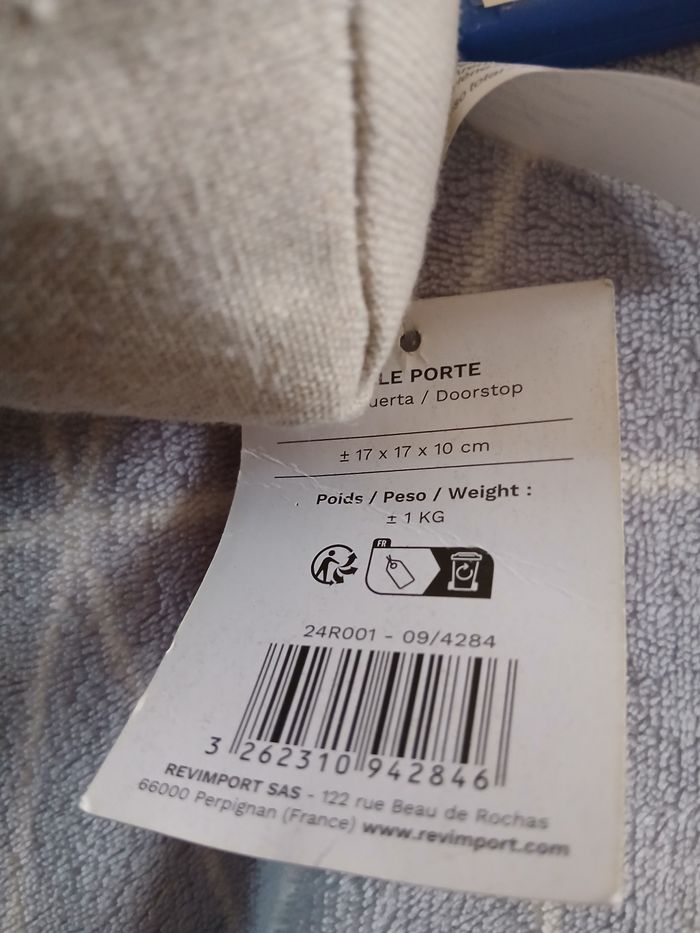 LE PORTE
uerta / Doorstop
± 17 x 17 x 10 cm
Poids / Peso / Weight :
± 1 KG
FR
24R001 - 09/4284
3 262310 942846
REVIMPORT SAS - 122 rue Beau de Rochas
66000 Perpignan (France) www.revimport.com